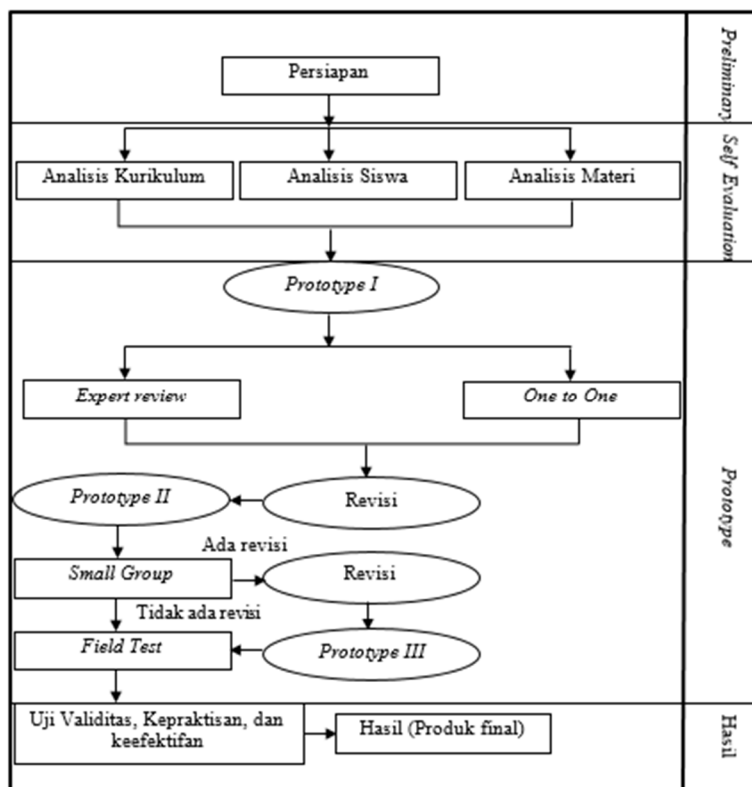 Persiapan
Preliminary
Analisis Kurikulum
Analisis Siswa
Analisis Materi
Self Evaluation
Prototype I
Expert review
One to One
Prototype
Prototype II
Revisi
Ada revisi
Small Group
Revisi
Tidak ada revisi
Field Test
Prototype III
Uji Validitas, Kepraktisan, dan
keefektifan
Hasil (Produk final)
Hasil